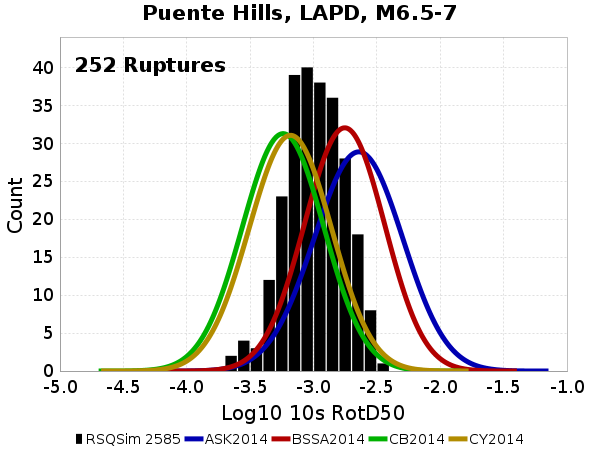 Puente Hills, LAPD, M6.5-7
252 Ruptures
Count
40
35
30
25
20
15
10
5
0
-5.0 -4.5 -4.0 -3.5 -3.0 -2.5 -2.0 -1.5 -1.0
Log10 10s RotD50
RSQSim 2585 ASK2014 BSSA2014 CB2014 CY2014